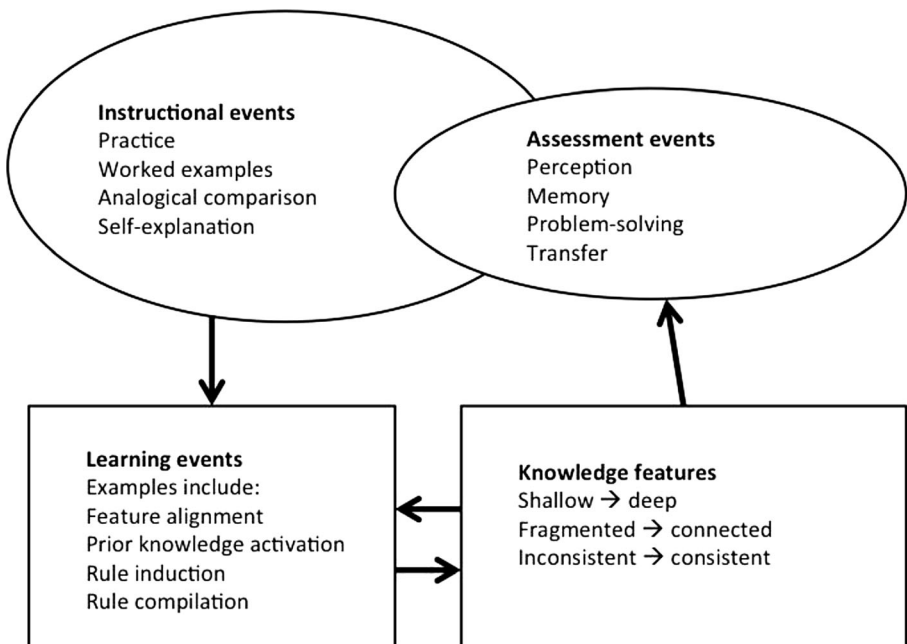 Instructional events
Practice
Worked examples
Analogical comparison
Self-explanation
Assessment events
Perception
Memory
Problem-solving
Transfer
Learning events
Examples include:
Feature alignment
Prior knowledge activation
Rule induction
Rule compilation
Knowledge features
Shallow → deep
Fragmented → connected
Inconsistent → consistent